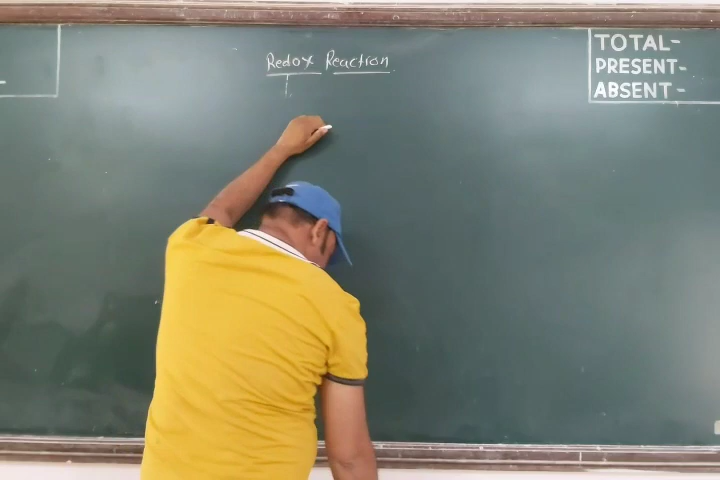 Redox Reaction
TOTAL-
PRESENT-
ABSENT-